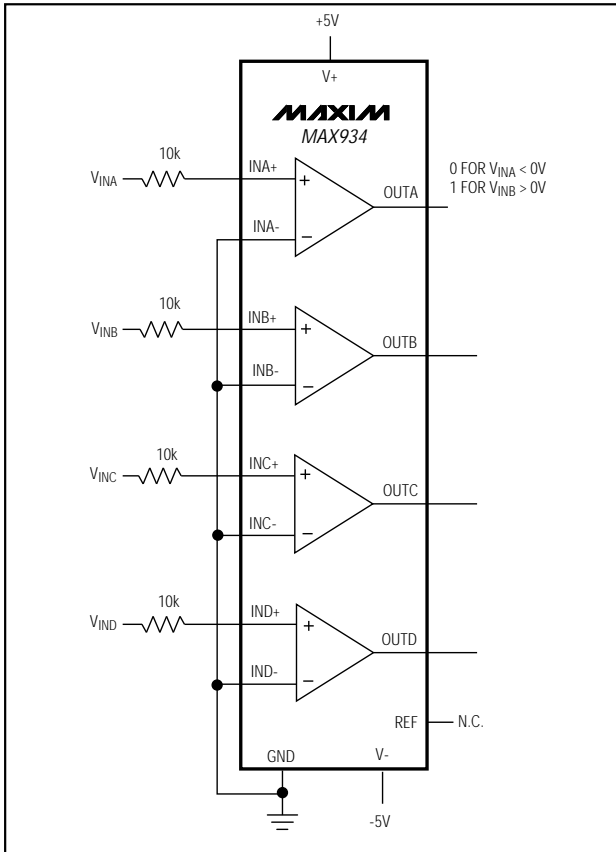 +5V
V+
MAXIM
MAX934
10k
VINA
INA+
OUTA
0 FOR VINA < 0V
1 FOR VINB > 0V
+
INA-
−
10k
VINB
INB+
+
OUTB
INB-
−
10k
VINC
INC+
+
OUTC
INC-
−
10k
VIND
IND+
+
OUTD
IND-
−
REF
N.C.
GND
V-
-5V